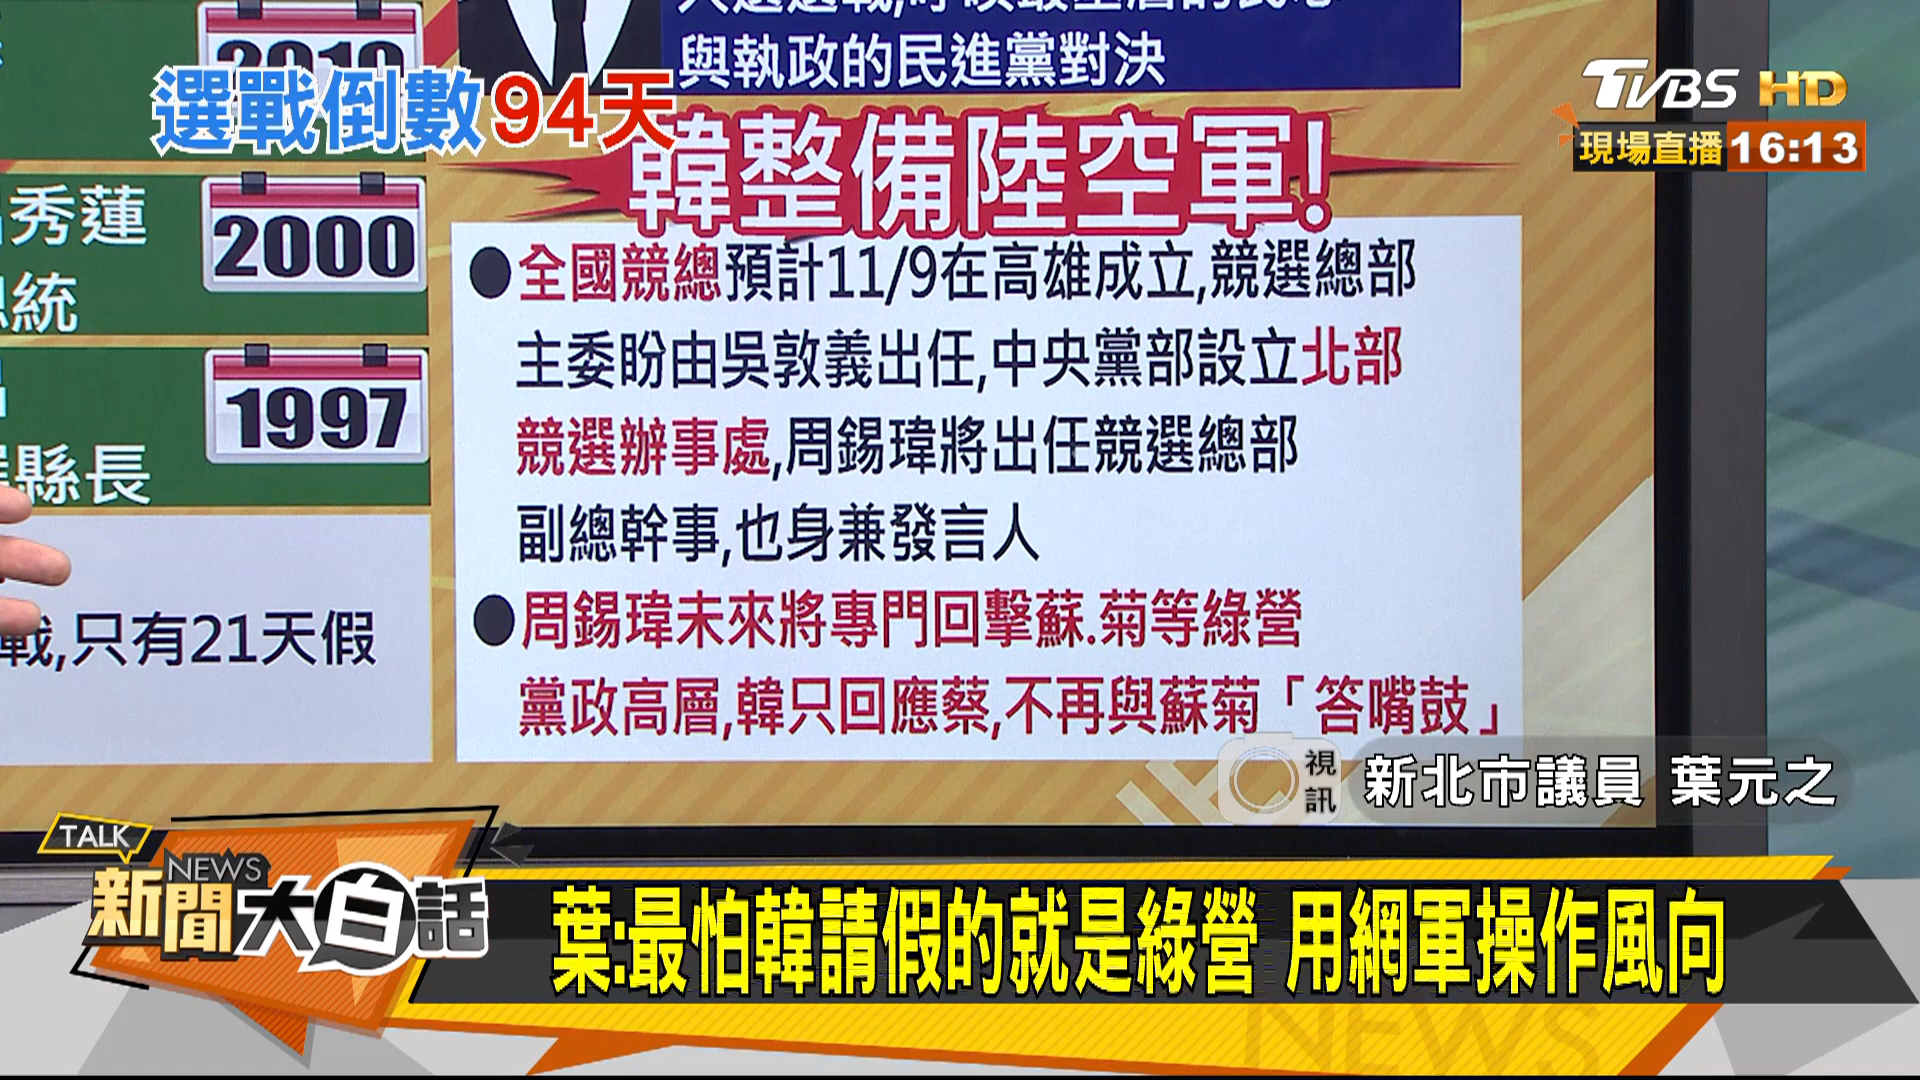 與執政的民進黨對決
選戰倒數94天
TVBS HD
現場直播 16:13
韓整備陸空軍!
2010
秀蓮
2000
統
1997
縣長
●全國競總預計11/9在高雄成立,競選總部
主委盼由吳敦義出任,中央黨部設立北部
競選辦事處,周錫瑋將出任競選總部
副總幹事,也身兼發言人
●周錫瑋未來將專門回擊蘇.菊等綠營
黨政高層,韓只回應蔡,不再與蘇菊「答嘴鼓」
戰,只有21天假
視訊
新北市議員 葉元之
TALK
NEWS
新聞大白話
葉:最怕韓請假的就是綠營 用網軍操作風向
NEWS